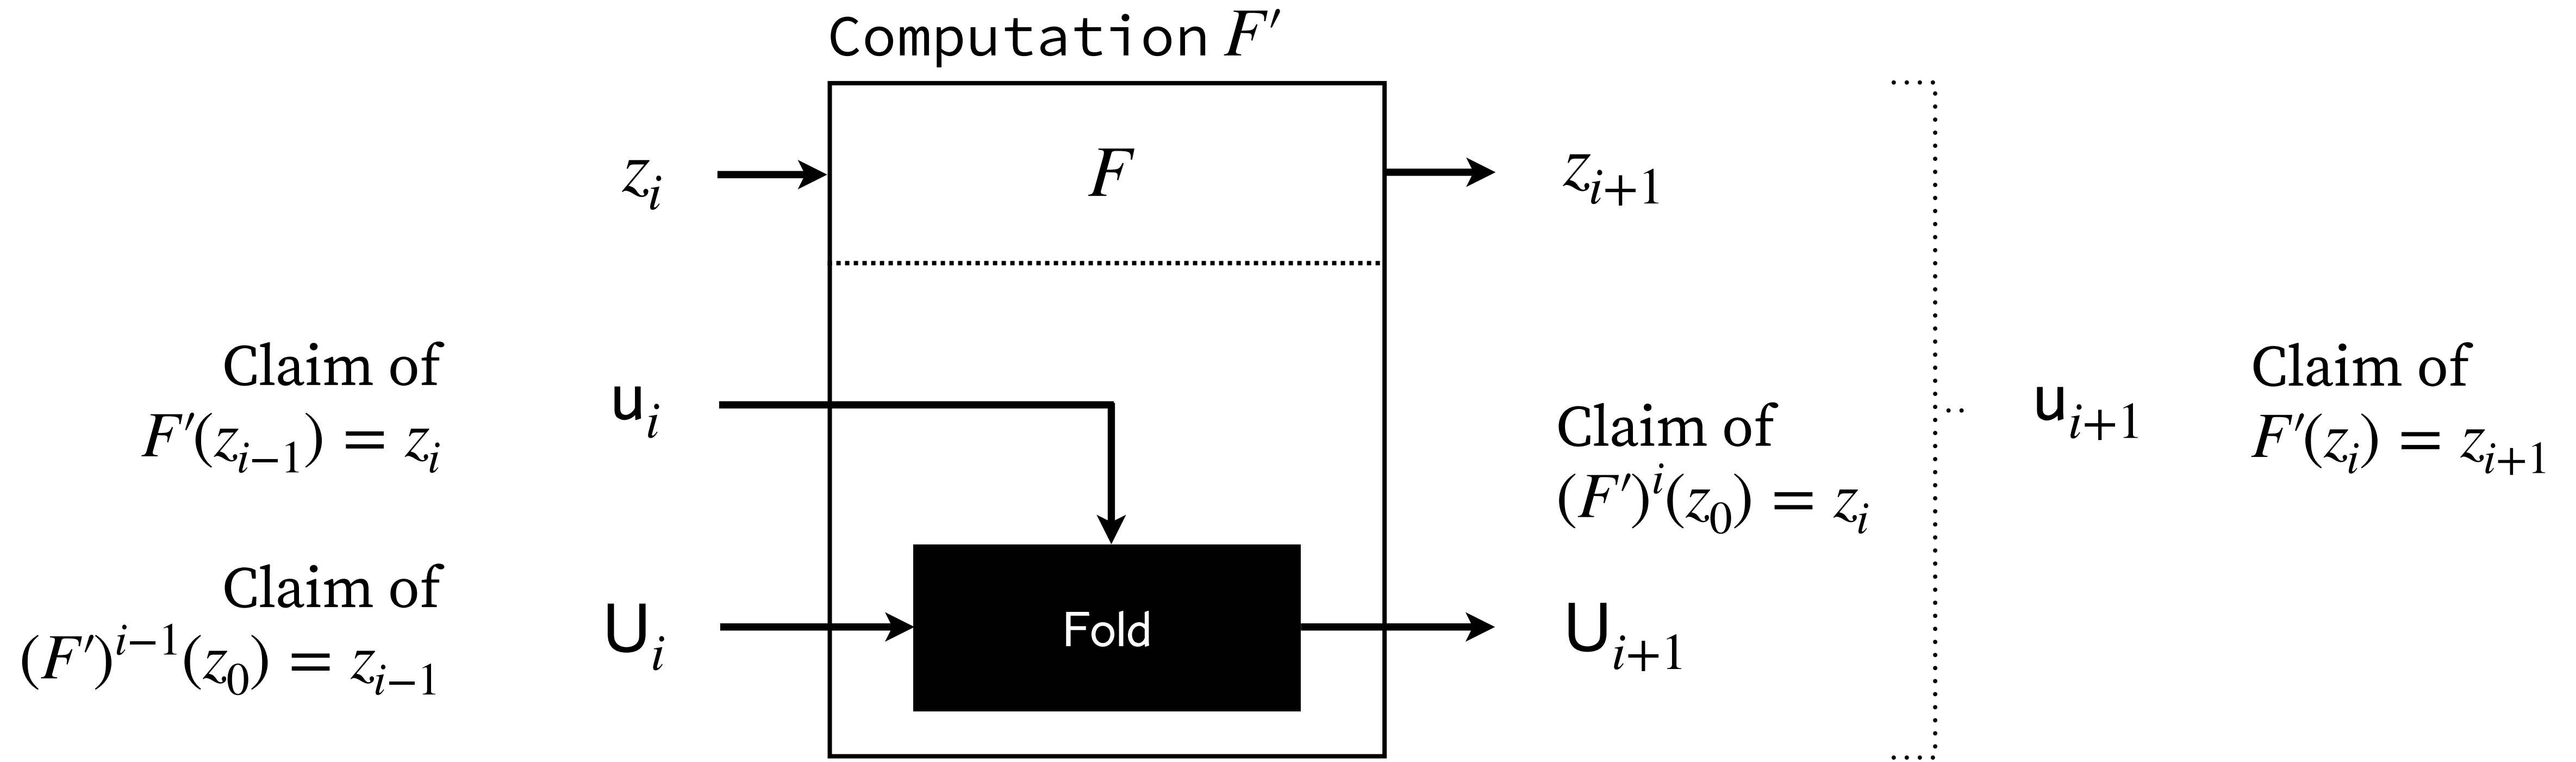 Computation F′
z_i
F
z_{i+1}
Claim of
F′(z_{i−1}) = z_i
u_i
Claim of
(F′)^i(z_0) = z_i
u_{i+1}
Claim of
F′(z_i) = z_{i+1}
Claim of
(F′)^{i−1}(z_0) = z_{i−1}
U_i
Fold
U_{i+1}